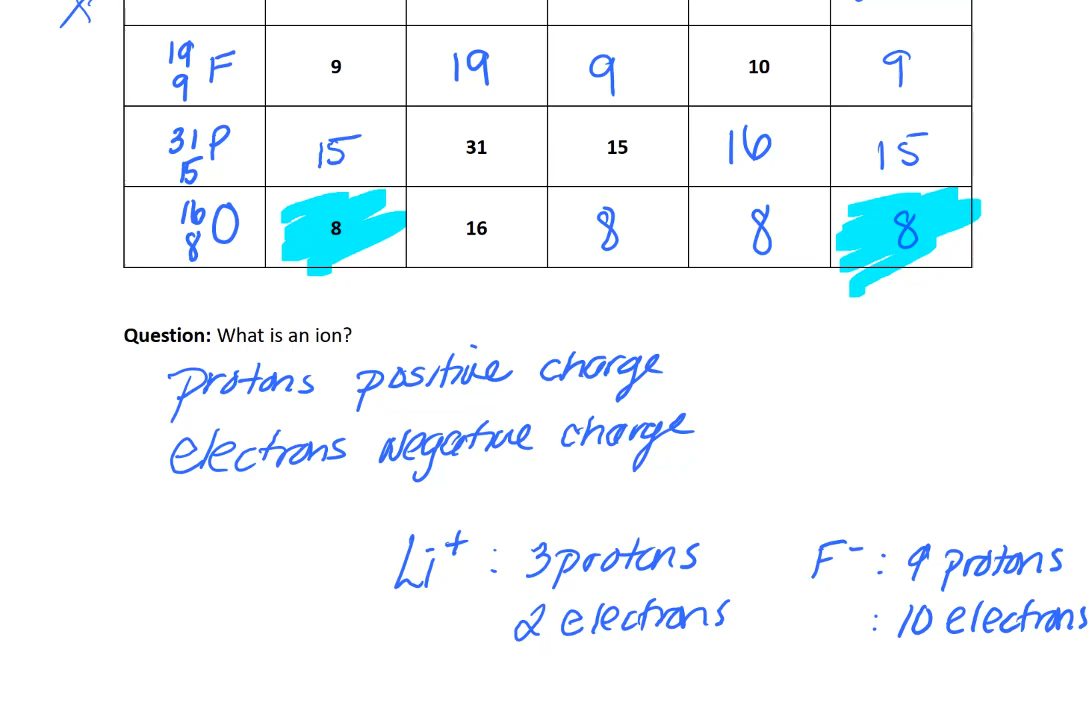 19 9 F 9 19 9 10 9
31 15 P 15 31 15 16 15
16 8 O 8 16 8 8 8
Question: What is an ion?
protons positive charge
electrons negative charge
Li+ : 3 protons F- : 9 protons
2 electrons : 10 electrons